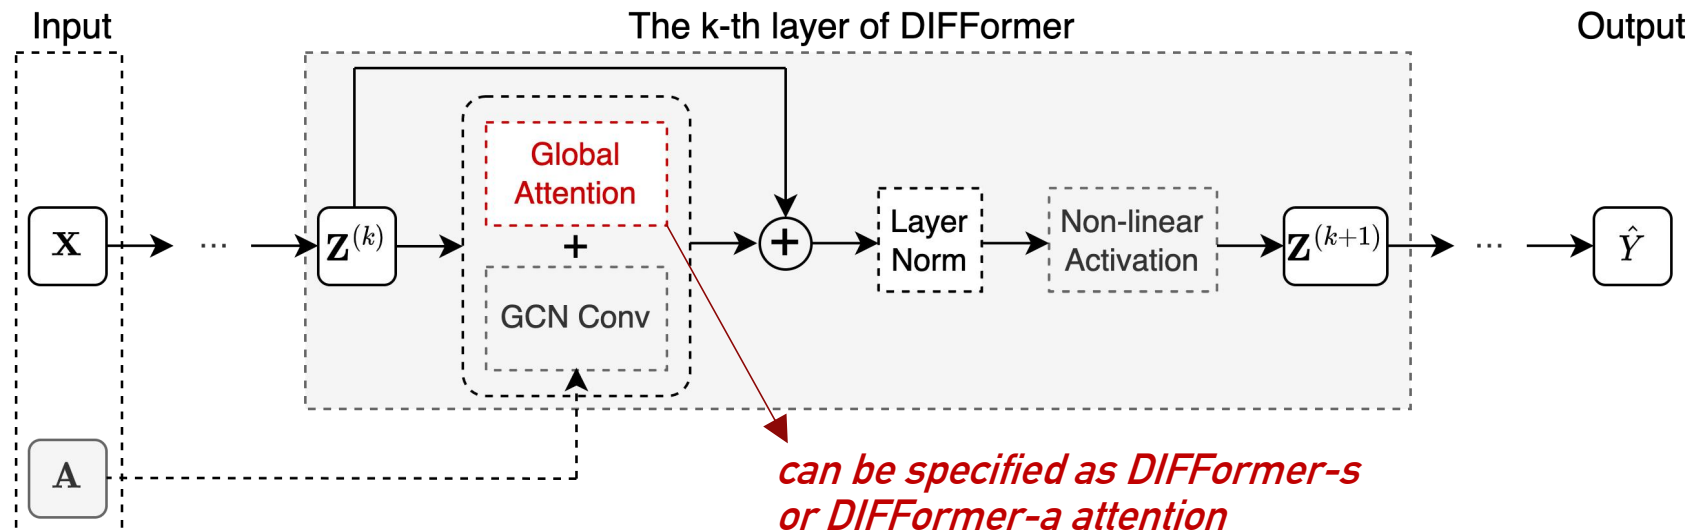 Input
The k-th layer of DIFFormer
Output
Global
Attention
+
GCN Conv
X
...
Z^{(k)}
+
Layer
Norm
Non-linear
Activation
Z^{(k+1)}
...
Ŷ
A
can be specified as DIFFormer-s
or DIFFormer-a attention